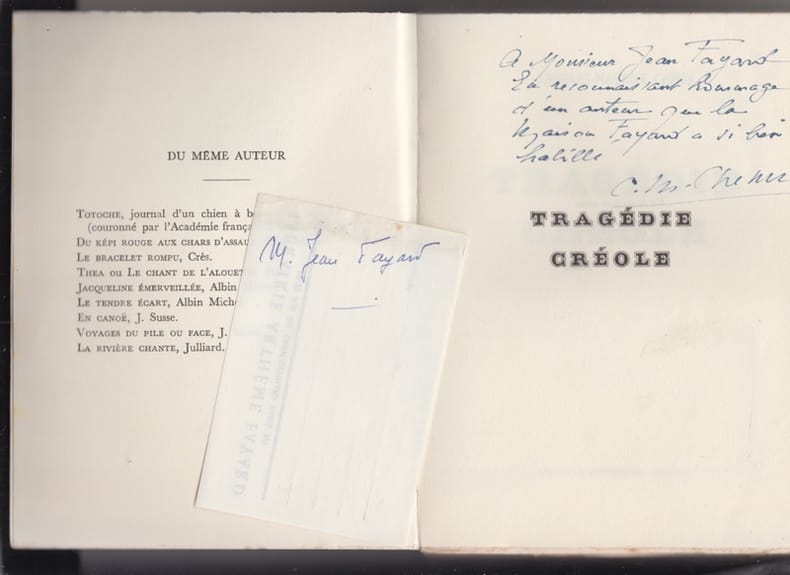 DU MÊME AUTEUR
TOTOCHE, journal d'un chien à b
(couronné par l'Académie frança
DU KÉPI ROUGE AUX CHARS D'ASSAU
LE BRACELET ROMPU, Crès.
THEA OU LE CHANT DE L'ALOUET
JACQUELINE ÉMERVEILLÉE, Albin
LE TENDRE ÉCART, Albin Mich
EN CANOË, J. Susse.
VOYAGES DU PILE OU FACE, J.
LA RIVIÈRE CHANTE, Julliard.
M. Jean Fayard
LIBRAIRIE ARTHÈME FAYARD
A Monsieur Jean Fayard
En reconnaissant hommage
d'un auteur que la
Maison Fayard a si bien
habillé
TRAGÉDIE
CRÉOLE